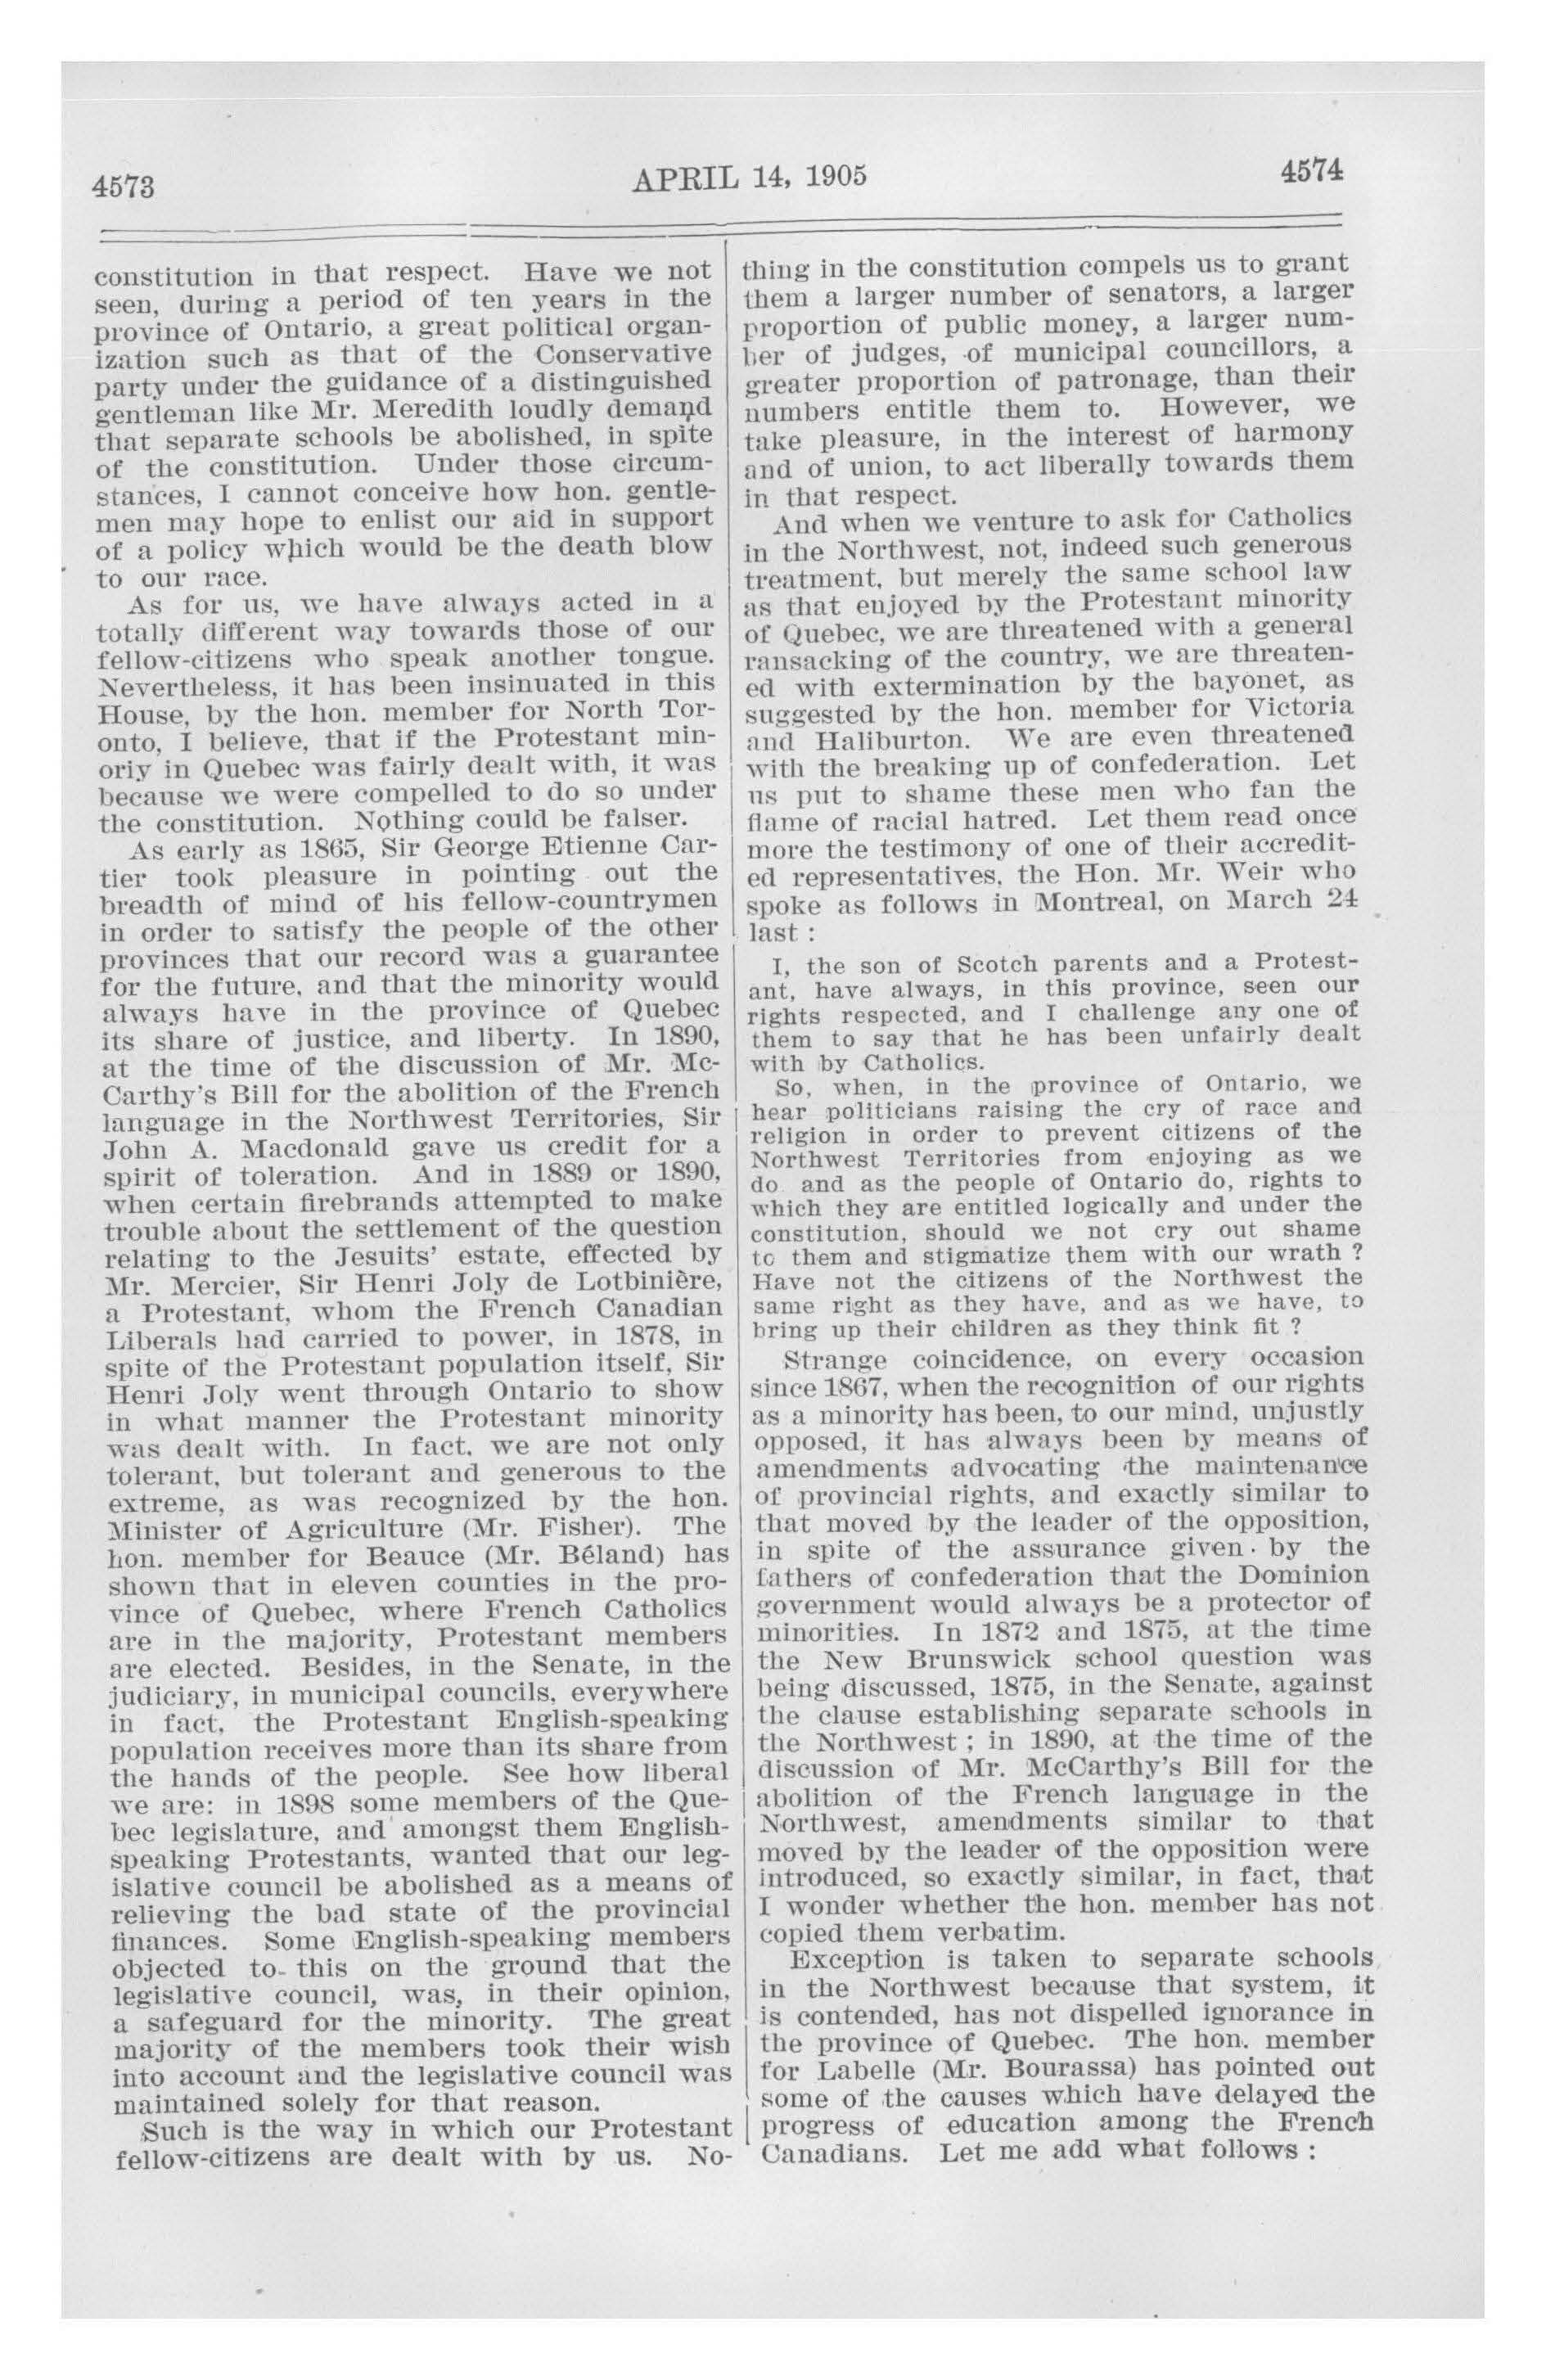 4573
APRIL 14, 1905
4574
constitution in that respect. Have we not
seen, during a period of ten years in the
province of Ontario, a great political organ-
ization such as that of the Conservative
party under the guidance of a distinguished
gentleman like Mr. Meredith loudly demand
that separate schools be abolished, in spite
of the constitution. Under those circum-
stances, I cannot conceive how hon. gentle-
men may hope to enlist our aid in support
of a policy which would be the death blow
to our race.
As for us, we have always acted in a
totally different way towards those of our
fellow-citizens who speak another tongue.
Nevertheless, it has been insinuated in this
House, by the hon. member for North Tor-
onto, I believe, that if the Protestant min-
oriy in Quebec was fairly dealt with, it was
because we were compelled to do so under
the constitution. Nothing could be falser.
As early as 1865, Sir George Etienne Car-
tier took pleasure in pointing out the
breadth of mind of his fellow-countrymen
in order to satisfy the people of the other
provinces that our record was a guarantee
for the future, and that the minority would
always have in the province of Quebec
its share of justice, and liberty. In 1890,
at the time of the discussion of Mr. Mc-
Carthy's Bill for the abolition of the French
language in the Northwest Territories, Sir
John A. Macdonald gave us credit for a
spirit of toleration. And in 1889 or 1890,
when certain firebrands attempted to make
trouble about the settlement of the question
relating to the Jesuits' estate, effected by
Mr. Mercier, Sir Henri Joly de Lotbinière,
a Protestant, whom the French Canadian
Liberals had carried to power, in 1878, in
spite of the Protestant population itself, Sir
Henri Joly went through Ontario to show
in what manner the Protestant minority
was dealt with. In fact, we are not only
tolerant, but tolerant and generous to the
extreme, as was recognized by the hon.
Minister of Agriculture (Mr. Fisher). The
hon. member for Beauce (Mr. Béland) has
shown that in eleven counties in the pro-
vince of Quebec, where French Catholics
are in the majority, Protestant members
are elected. Besides, in the Senate, in the
judiciary, in municipal councils, everywhere
in fact, the Protestant English-speaking
population receives more than its share from
the hands of the people. See how liberal
we are: in 1898 some members of the Que-
bec legislature, and amongst them English-
speaking Protestants, wanted that our leg-
islative council be abolished as a means of
relieving the bad state of the provincial
finances. Some English-speaking members
objected to this on the ground that the
legislative council, was, in their opinion,
a safeguard for the minority. The great
majority of the members took their wish
into account and the legislative council was
maintained solely for that reason.
Such is the way in which our Protestant
fellow-citizens are dealt with by us. No-
thing in the constitution compels us to grant
them a larger number of senators, a larger
proportion of public money, a larger num-
ber of judges, of municipal councillors, a
greater proportion of patronage, than their
numbers entitle them to. However, we
take pleasure, in the interest of harmony
and of union, to act liberally towards them
in that respect.
And when we venture to ask for Catholics
in the Northwest, not, indeed such generous
treatment, but merely the same school law
as that enjoyed by the Protestant minority
of Quebec, we are threatened with a general
ransacking of the country, we are threaten-
ed with extermination by the bayonet, as
suggested by the hon. member for Victoria
and Haliburton. We are even threatened
with the breaking up of confederation. Let
us put to shame these men who fan the
flame of racial hatred. Let them read once
more the testimony of one of their accredit-
ed representatives, the Hon. Mr. Weir who
spoke as follows in Montreal, on March 24
last :
I, the son of Scotch parents and a Protest-
ant, have always, in this province, seen our
rights respected, and I challenge any one of
them to say that he has been unfairly dealt
with by Catholics.
So, when, in the province of Ontario, we
hear politicians raising the cry of race and
religion in order to prevent citizens of the
Northwest Territories from enjoying as we
do and as the people of Ontario do, rights to
which they are entitled logically and under the
constitution, should we not cry out shame
to them and stigmatize them with our wrath ?
Have not the citizens of the Northwest the
same right as they have, and as we have, to
bring up their children as they think fit ?
Strange coincidence, on every occasion
since 1867, when the recognition of our rights
as a minority has been, to our mind, unjustly
opposed, it has always been by means of
amendments advocating the maintenance
of provincial rights, and exactly similar to
that moved by the leader of the opposition,
in spite of the assurance given by the
fathers of confederation that the Dominion
government would always be a protector of
minorities. In 1872 and 1875, at the time
the New Brunswick school question was
being discussed, 1875, in the Senate, against
the clause establishing separate schools in
the Northwest ; in 1890, at the time of the
discussion of Mr. McCarthy's Bill for the
abolition of the French language in the
Northwest, amendments similar to that
moved by the leader of the opposition were
introduced, so exactly similar, in fact, that
I wonder whether the hon. member has not
copied them verbatim.
Exception is taken to separate schools
in the Northwest because that system, it
is contended, has not dispelled ignorance in
the province of Quebec. The hon. member
for Labelle (Mr. Bourassa) has pointed out
some of the causes which have delayed the
progress of education among the French
Canadians. Let me add what follows :